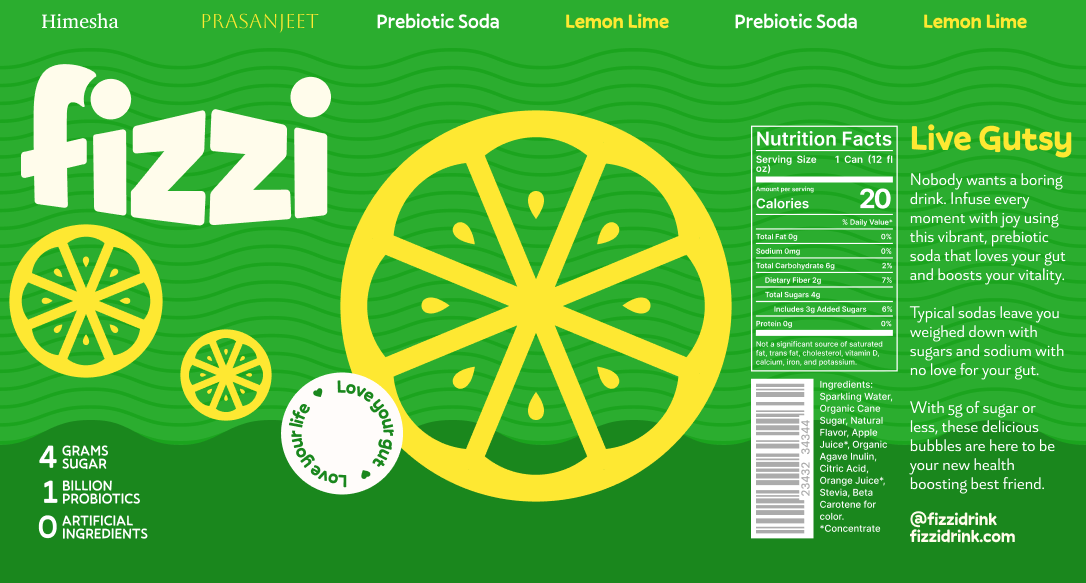 Himesha PRASANJEET Prebiotic Soda Lemon Lime Prebiotic Soda Lemon Lime
fizzi
4 GRAMS
SUGAR
1 BILLION
PROBIOTICS
0 ARTIFICIAL
INGREDIENTS
Love your gut
Love your life
Nutrition Facts
Serving Size 1 Can (12 fl
oz)
Amount per serving
Calories 20
% Daily Value*
Total Fat 0g 0%
Sodium 0mg 0%
Total Carbohydrate 6g 2%
Dietary Fiber 2g 7%
Total Sugars 4g
Includes 3g Added Sugars 6%
Protein 0g 0%
Not a significant source of saturated
fat, trans fat, cholesterol, vitamin D,
calcium, iron, and potassium.
23432 34344
Ingredients:
Sparkling Water,
Organic Cane
Sugar, Natural
Flavor, Apple
Juice*, Organic
Agave Inulin,
Citric Acid,
Orange Juice*,
Stevia, Beta
Carotene for
color.
*Concentrate
Live Gutsy
Nobody wants a boring
drink. Infuse every
moment with joy using
this vibrant, prebiotic
soda that loves your gut
and boosts your vitality.
Typical sodas leave you
weighed down with
sugars and sodium with
no love for your gut.
With 5g of sugar or
less, these delicious
bubbles are here to be
your new health
boosting best friend.
@fizzidrink
fizzidrink.com